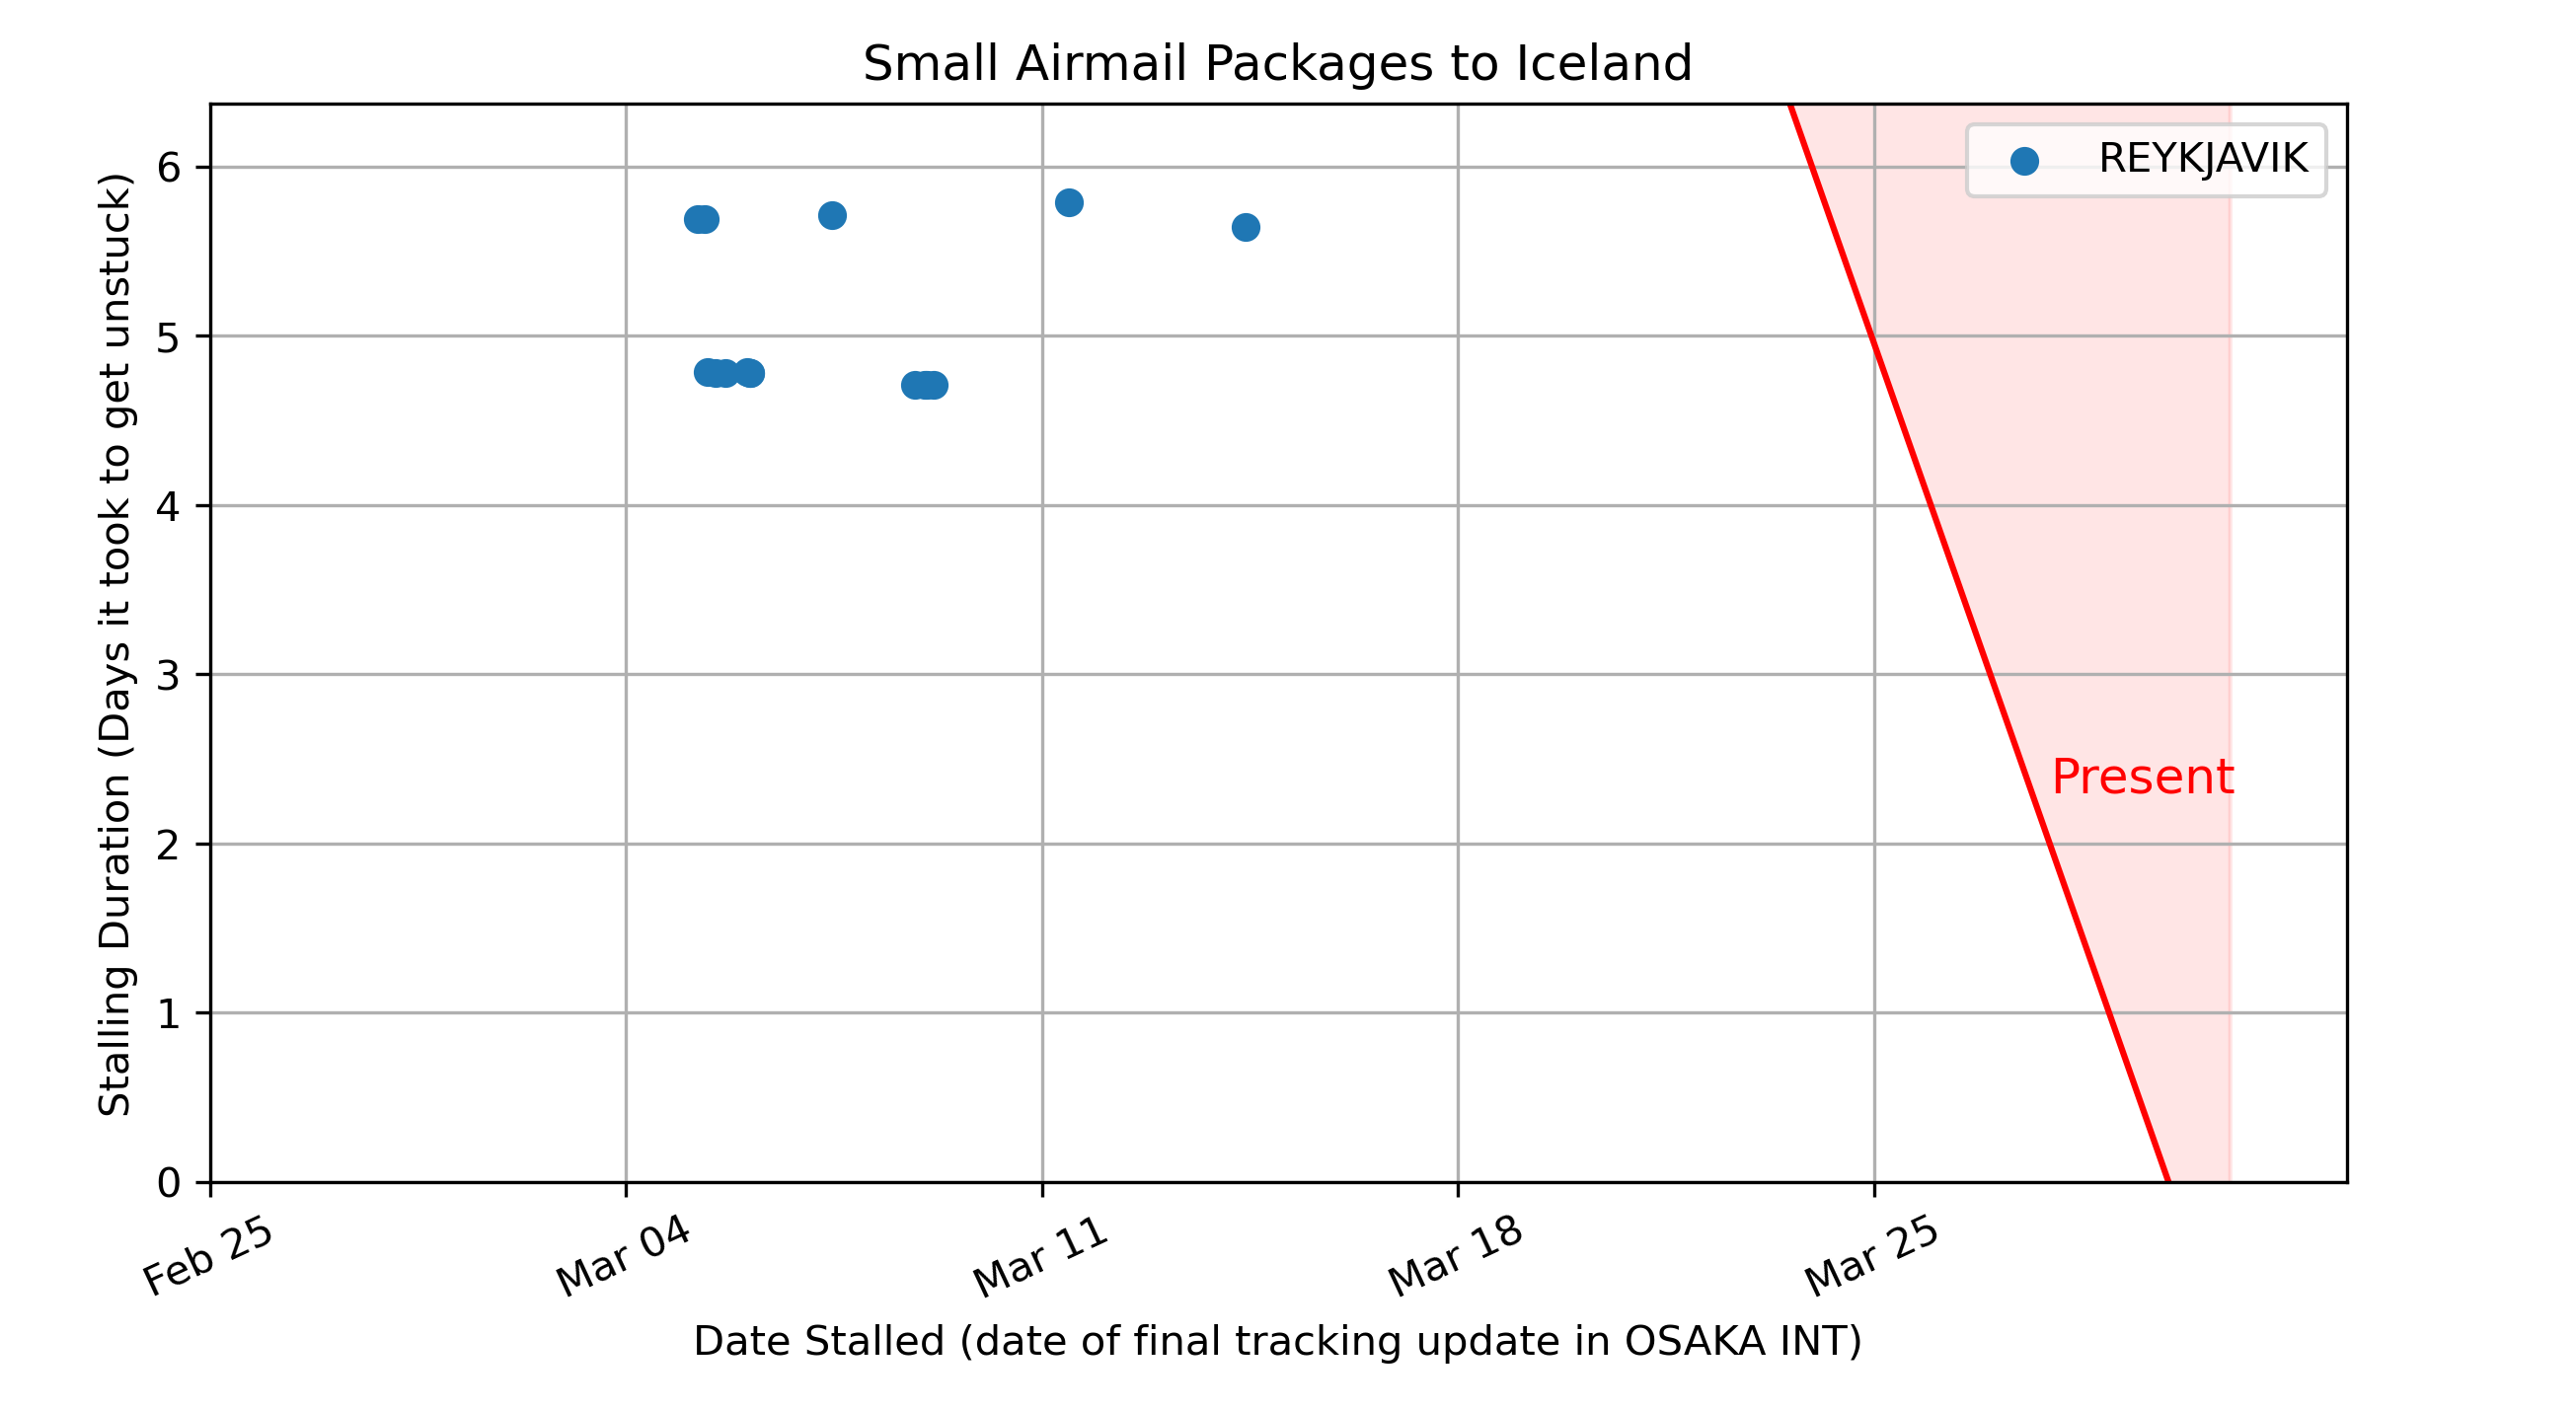 Small Airmail Packages to Iceland
REYKJAVIK
Stalling Duration (Days it took to get unstuck)
6
5
4
3
2
1
0
Present
Feb 25
Mar 04
Mar 11
Mar 18
Mar 25
Date Stalled (date of final tracking update in OSAKA INT)